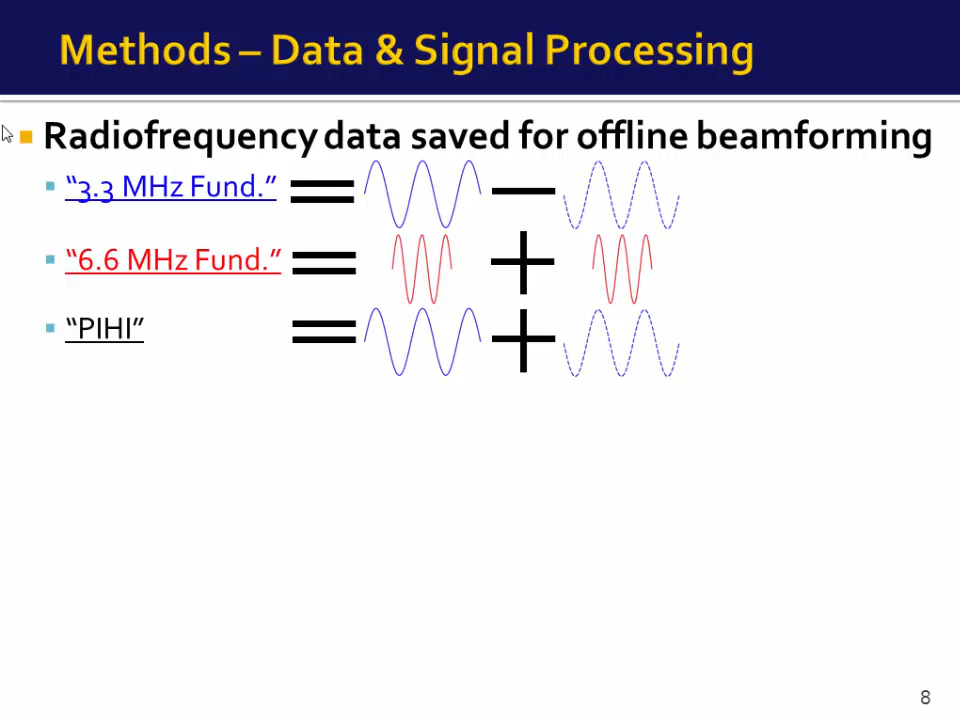 Methods – Data & Signal Processing
Radiofrequency data saved for offline beamforming
“3.3 MHz Fund.” = −
“6.6 MHz Fund.” = +
“PIHI” = +
8